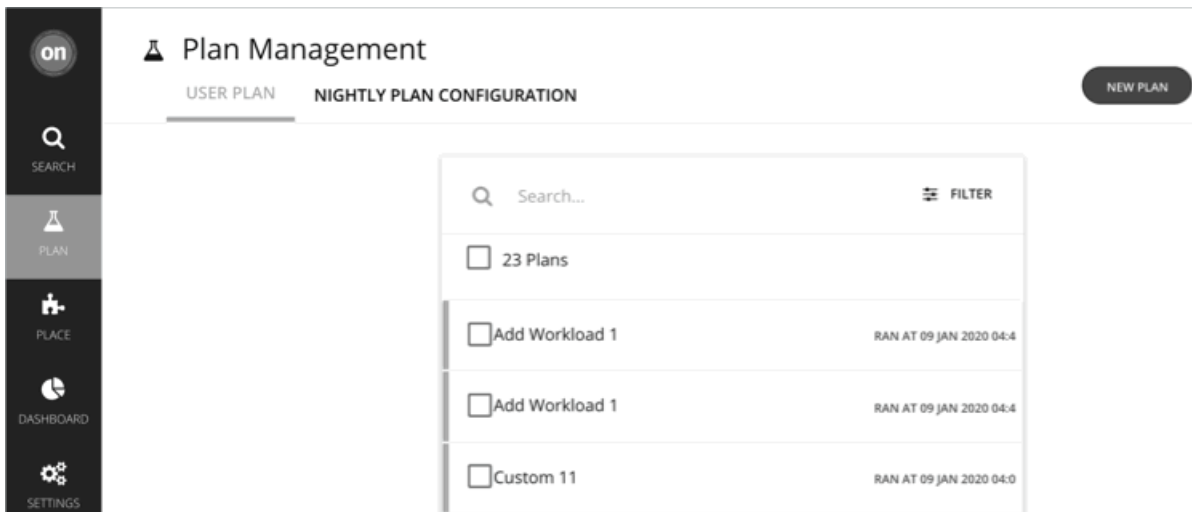 on
Plan Management
USER PLAN
NIGHTLY PLAN CONFIGURATION
NEW PLAN
SEARCH
PLAN
PLACE
DASHBOARD
SETTINGS
Search...
FILTER
23 Plans
Add Workload 1
RAN AT 09 JAN 2020 04:4
Add Workload 1
RAN AT 09 JAN 2020 04:4
Custom 11
RAN AT 09 JAN 2020 04:0